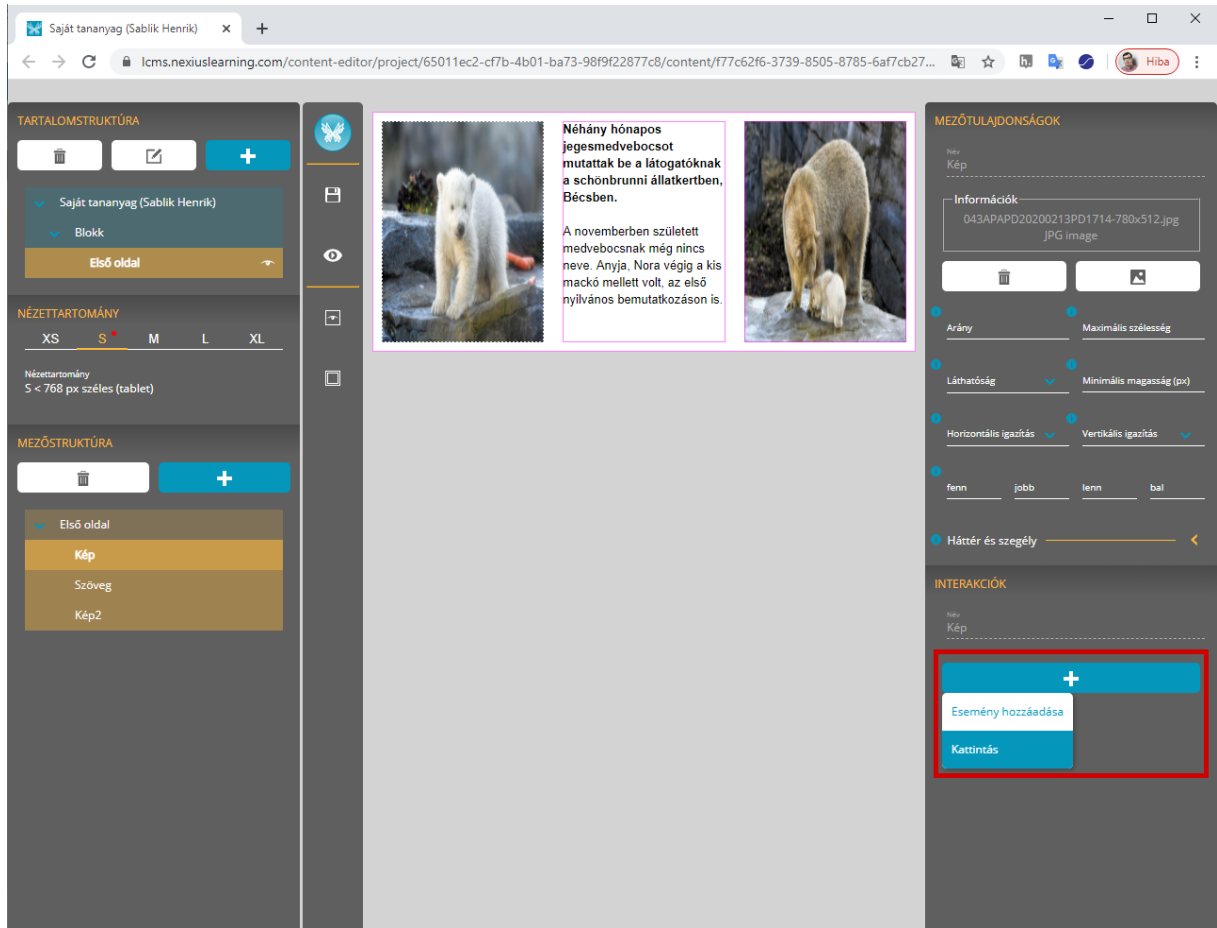 Saját tananyag (Sablik Henrik)
lcms.nexiuslearning.com/content-editor/project/65011ec2-cf7b-4b01-ba73-98f9f22877c8/content/f77c62f6-3739-8505-8785-6af7cb27...
Hiba
TARTALOMSTRUKTÚRA
Saját tananyag (Sablik Henrik)
Blokk
Első oldal
NÉZETTARTOMÁNY
XS S M L XL
Nézettartomány
S < 768 px széles (tablet)
MEZŐSTRUKTÚRA
Első oldal
Kép
Szöveg
Kép2
Néhány hónapos
jegesmedvebocsot
mutattak be a látogatóknak
a schönbrunni állatkertben,
Bécsben.
A novemberben született
medvebocsnak még nincs
neve. Anyja, Nora végig a kis
mackó mellett volt, az első
nyilvános bemutatkozáson is.
MEZŐTULAJDONSÁGOK
Név
Kép
Információk
043APAPD20200213PD1714-780x512.jpg
JPG image
Arány Maximális szélesség
Láthatóság Minimális magasság (px)
Horizontális igazítás Vertikális igazítás
fenn jobb lenn bal
Háttér és szegély
INTERAKCIÓK
Név
Kép
Esemény hozzáadása
Kattintás